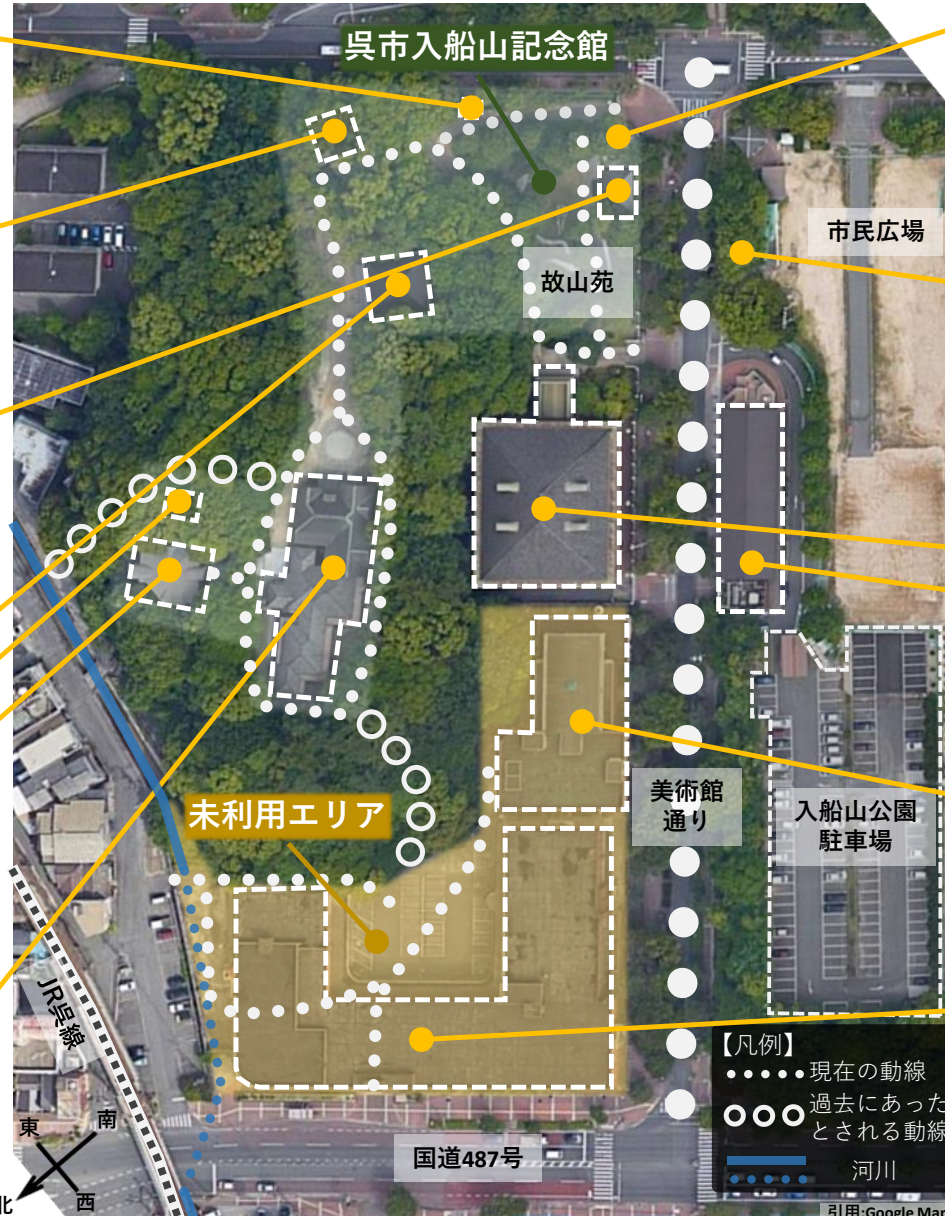 呉市入船山記念館
市民広場
故山苑
美術館
通り
入船山公園
駐車場
未利用エリア
JR呉線
【凡例】
現在の動線
過去にあった
とされる動線
河川
東
南
北
西
国道487号
引用:Google Map